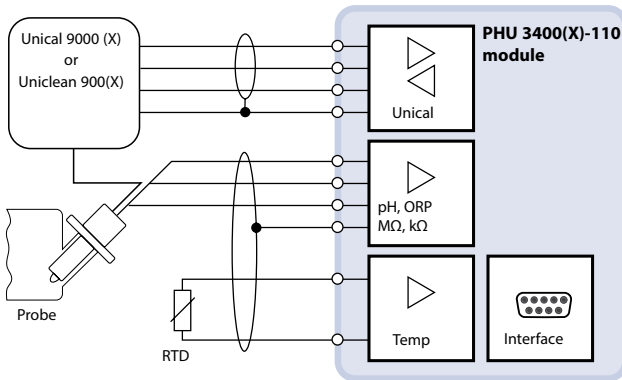 Unical 9000 (X)
or
Uniclean 900(X)
PHU 3400(X)-110
module
Unical
pH, ORP
MΩ, kΩ
Probe
RTD
Temp
Interface